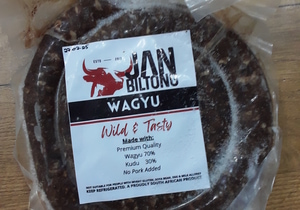 JAN
BILTONG
WAGYU
Wild & Tasty
Made with:
Premium Quality
Wagyu 70%
Kudu 30%
No Pork Added
KEEP REFRIGERATED. A PROUDLY SOUTH AFRICAN PRODUCT